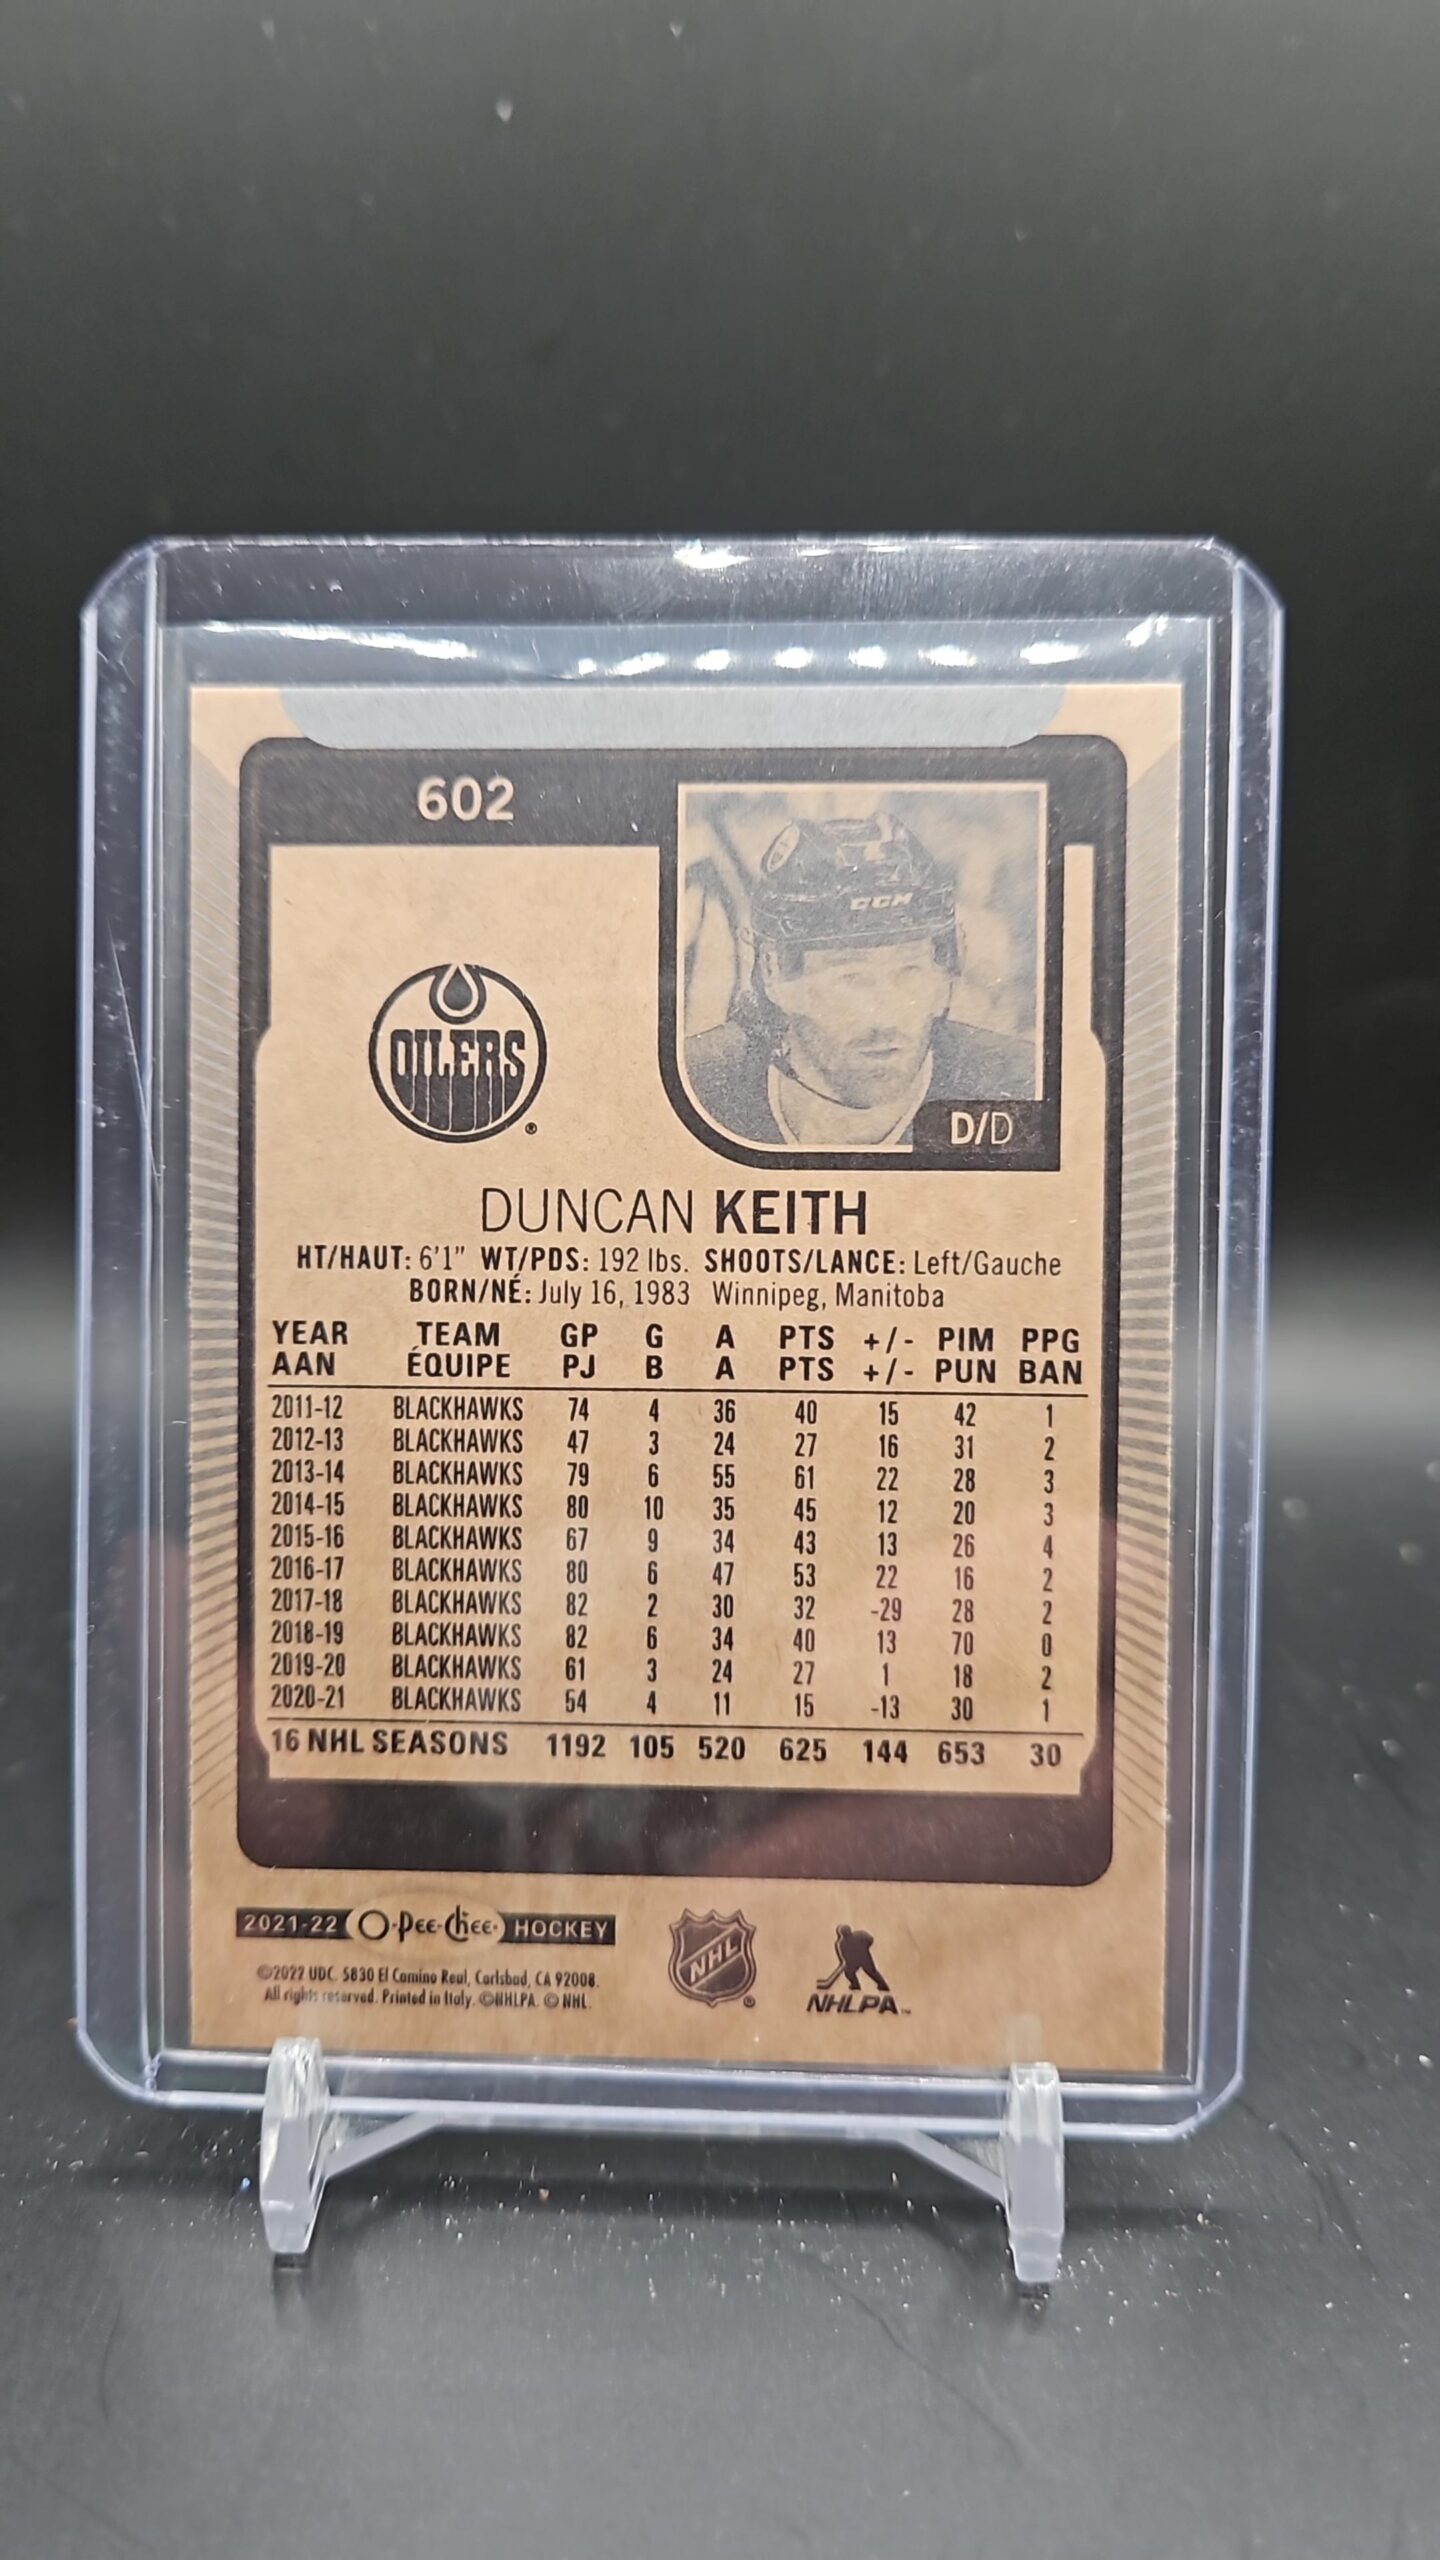 602
CCM
OILERS
®
D/D
DUNCAN KEITH
HT/HAUT: 6'1" WT/PDS: 192 lbs. SHOOTS/LANCE: Left/Gauche
BORN/NÉ: July 16, 1983 Winnipeg, Manitoba
YEAR TEAM GP G A PTS +/- PIM PPG
AAN ÉQUIPE PJ B A PTS +/- PUN BAN
2011-12 BLACKHAWKS 74 4 36 40 15 42 1
2012-13 BLACKHAWKS 47 3 24 27 16 31 2
2013-14 BLACKHAWKS 79 6 55 61 22 28 3
2014-15 BLACKHAWKS 80 10 35 45 12 20 3
2015-16 BLACKHAWKS 67 9 34 43 13 26 4
2016-17 BLACKHAWKS 80 6 47 53 22 16 2
2017-18 BLACKHAWKS 82 2 30 32 -29 28 2
2018-19 BLACKHAWKS 82 6 34 40 13 70 0
2019-20 BLACKHAWKS 61 3 24 27 1 18 2
2020-21 BLACKHAWKS 54 4 11 15 -13 30 1
16 NHL SEASONS 1192 105 520 625 144 653 30
2021-22 O-Pee-Chee HOCKEY
NHL ®
NHLPA™
©2022 UDC. 5830 El Camino Real, Carlsbad, CA 92008.
All rights reserved. Printed in Italy. ©NHLPA. © NHL.